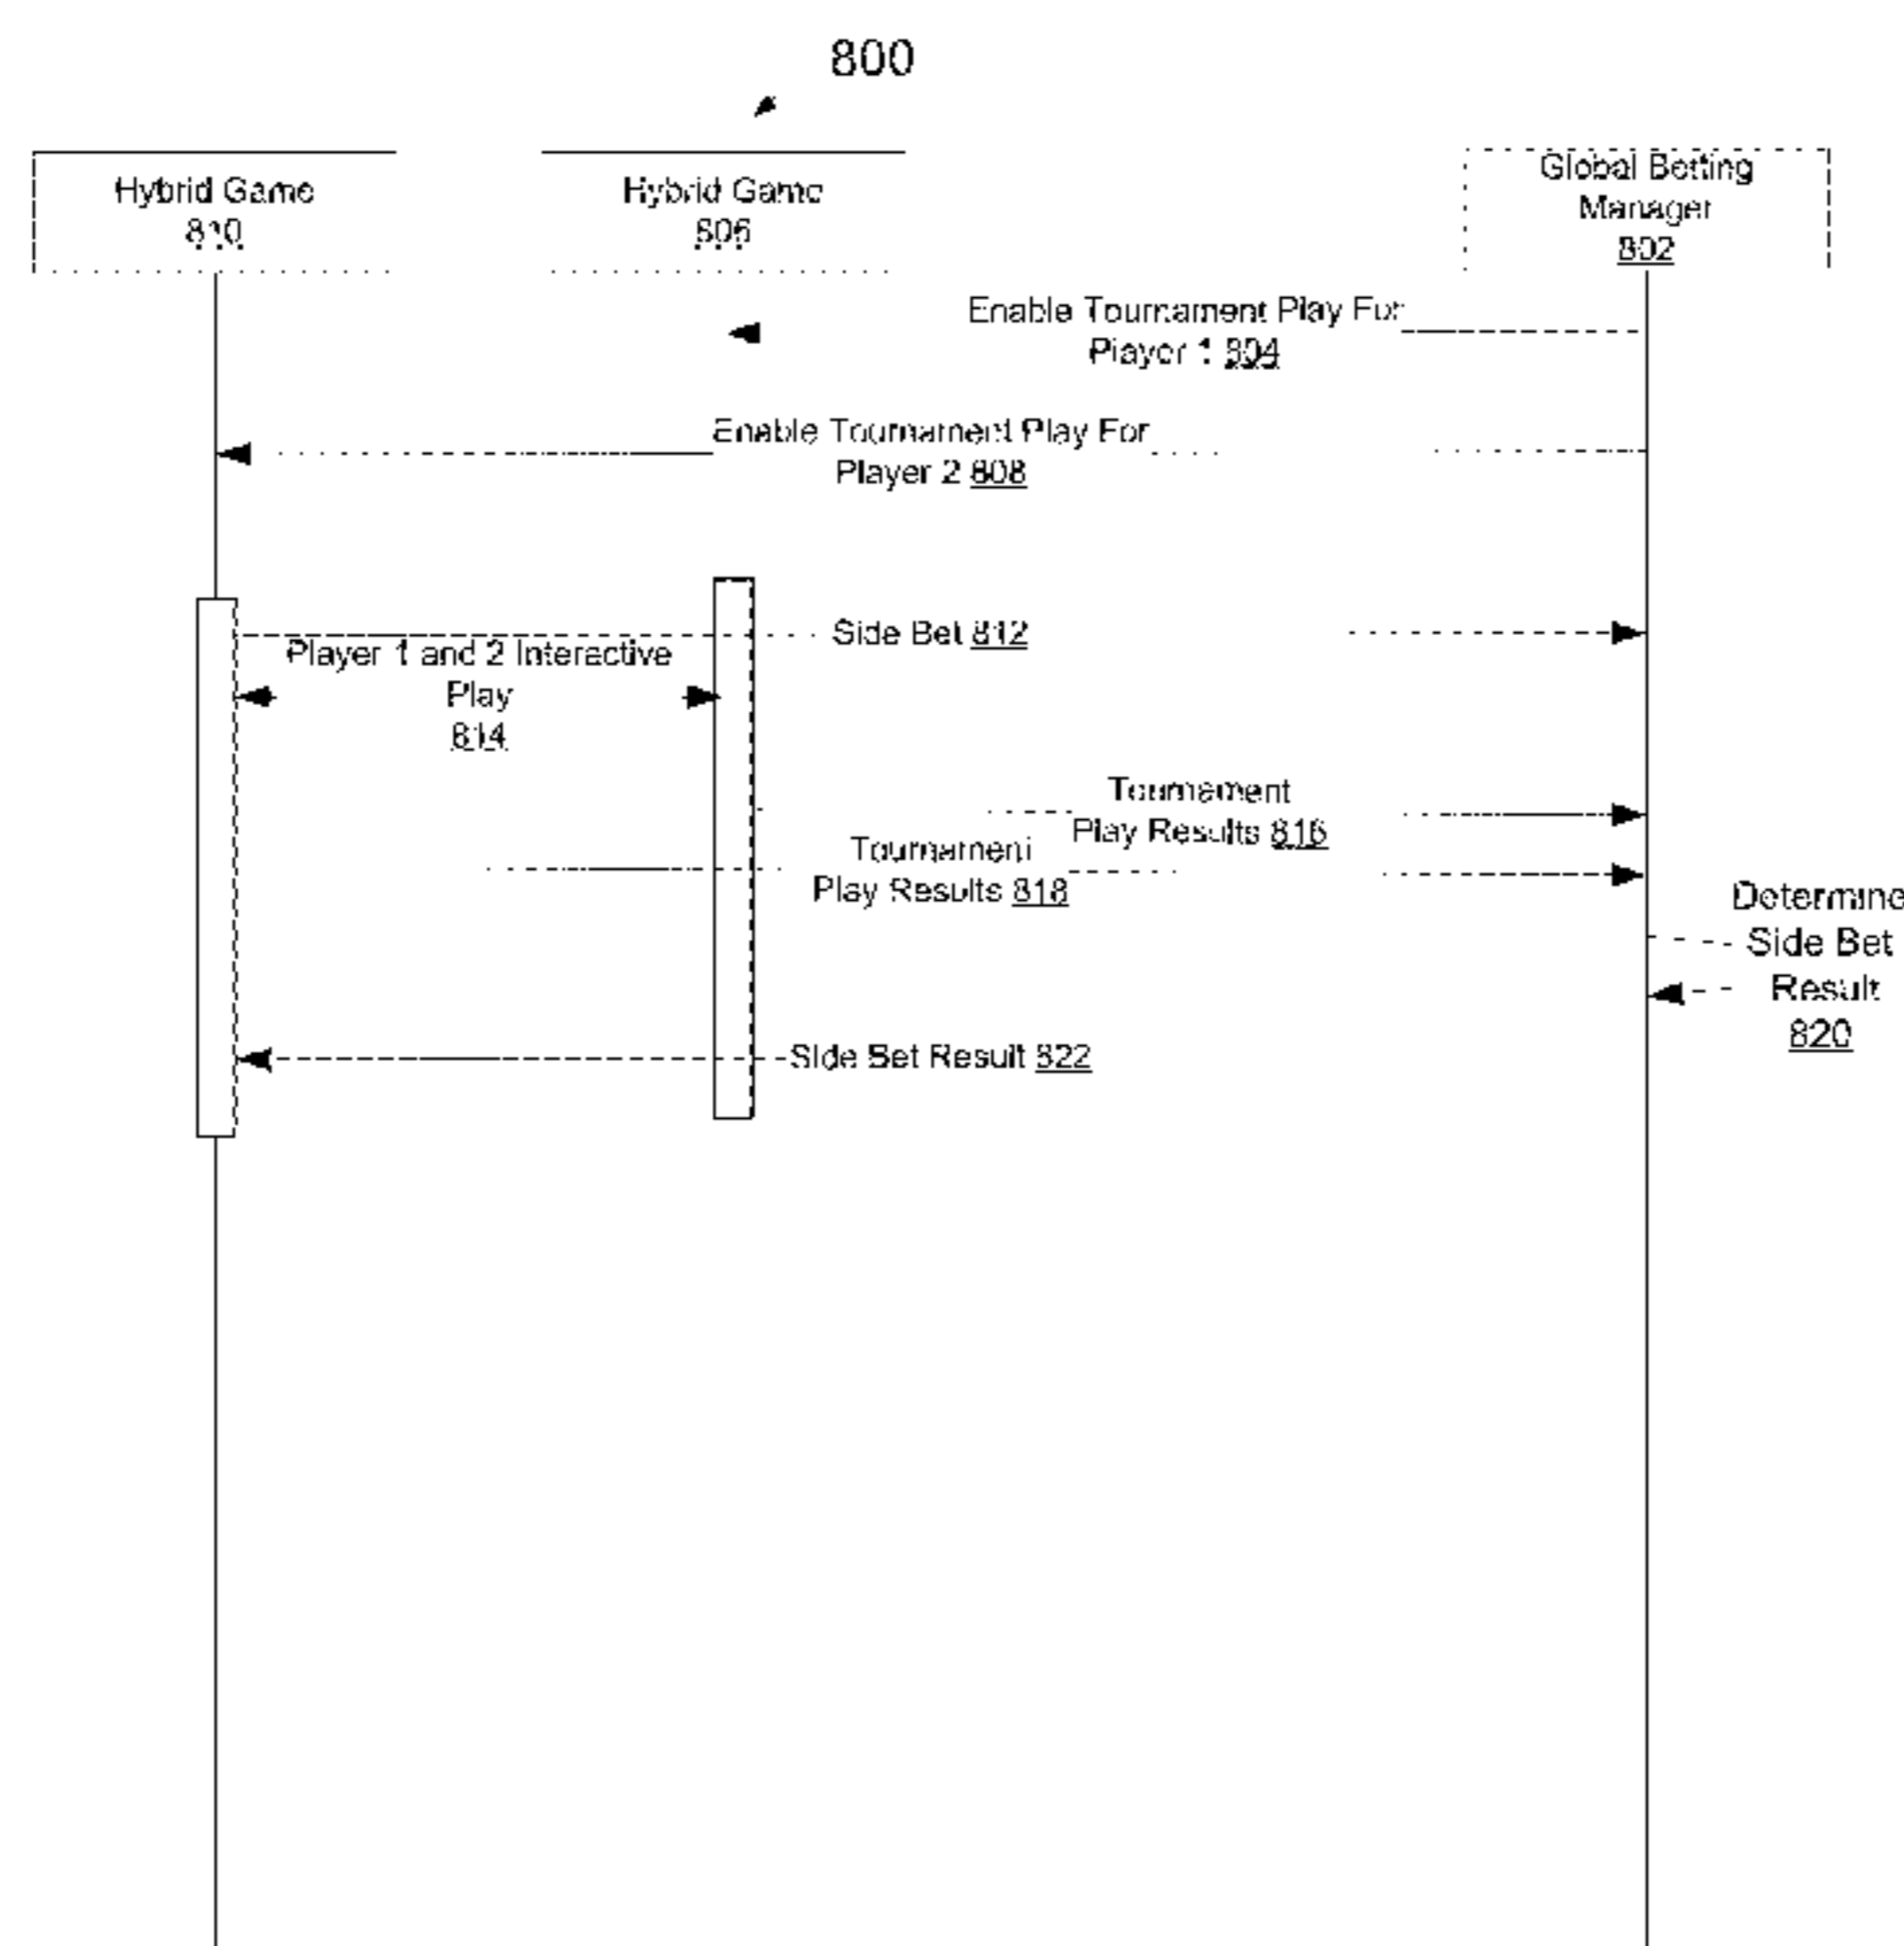 800
Hybrid Game
810
Hybrid Game
806
Global Betting
Manager
802
Enable Tournament Play For
Player 1 804
Enable Tournament Play For
Player 2 808
Side Bet 812
Player 1 and 2 Interactive
Play
814
Tournament
Play Results 816
Tournament
Play Results 818
Determine
Side Bet
Result
820
Side Bet Result 822